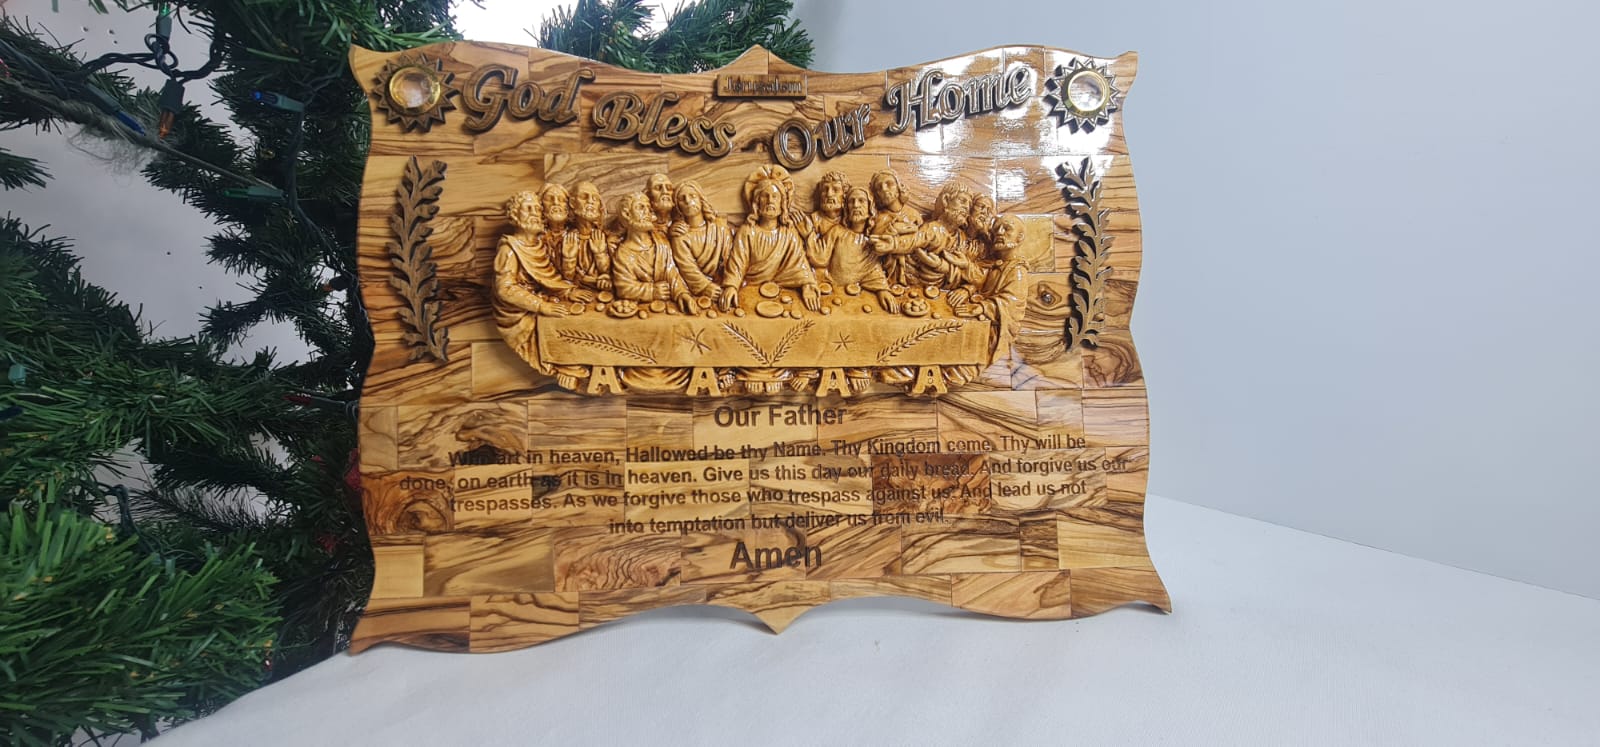 God Bless Our Home
Jerusalem
Our Father
Who art in heaven, Hallowed be thy Name. Thy Kingdom come. Thy will be
done, on earth as it is in heaven. Give us this day our daily bread. And forgive us our
trespasses. As we forgive those who trespass against us. And lead us not
into temptation but deliver us from evil.
Amen